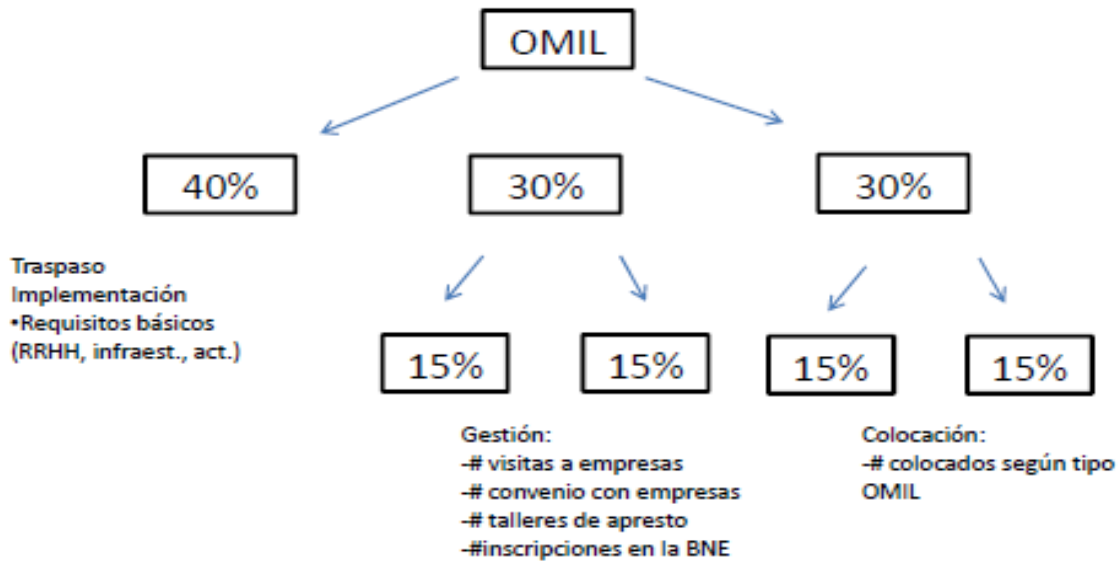 OMIL
40%
30%
30%
Traspaso
Implementación
•Requisitos básicos
(RRHH, infraest., act.)
15%
15%
15%
15%
Gestión:
-# visitas a empresas
-# convenio con empresas
-# talleres de apresto
-#inscripciones en la BNE
Colocación:
-# colocados según tipo
OMIL